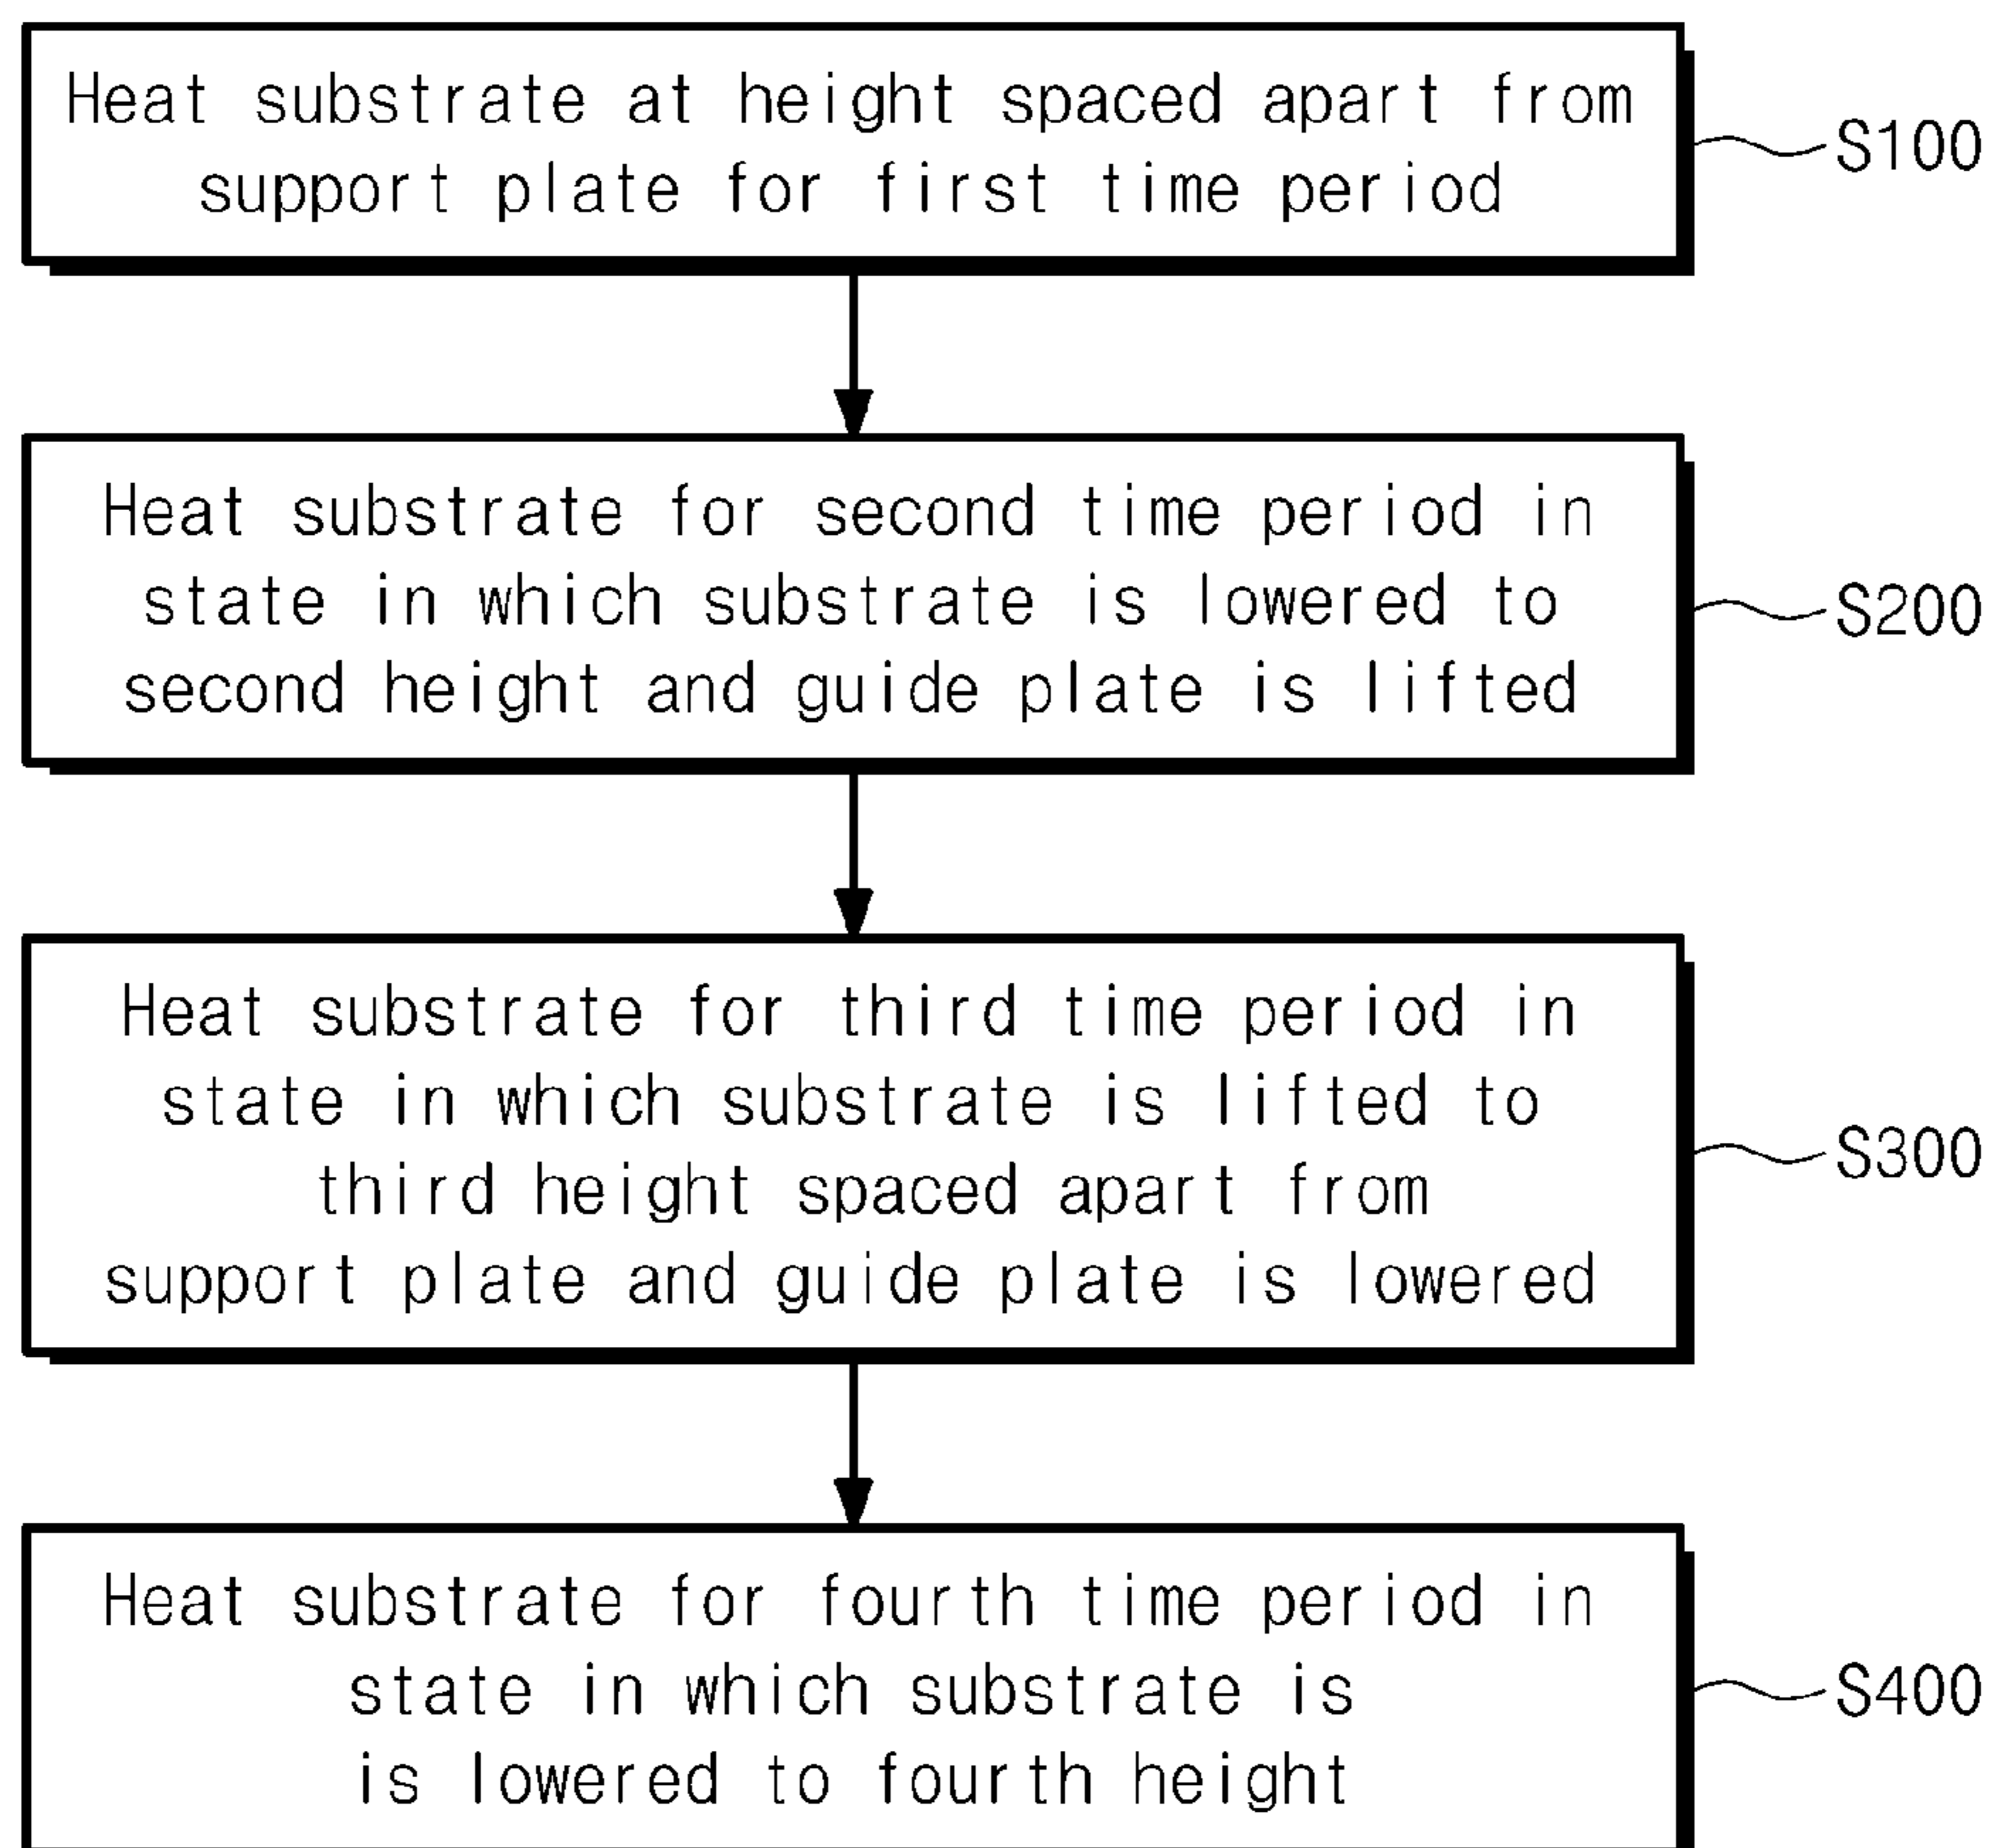 Heat substrate at height spaced apart from
support plate for first time period
S100
Heat substrate for second time period in
state in which substrate is lowered to
second height and guide plate is lifted
S200
Heat substrate for third time period in
state in which substrate is lifted to
third height spaced apart from
support plate and guide plate is lowered
S300
Heat substrate for fourth time period in
state in which substrate is
is lowered to fourth height
S400